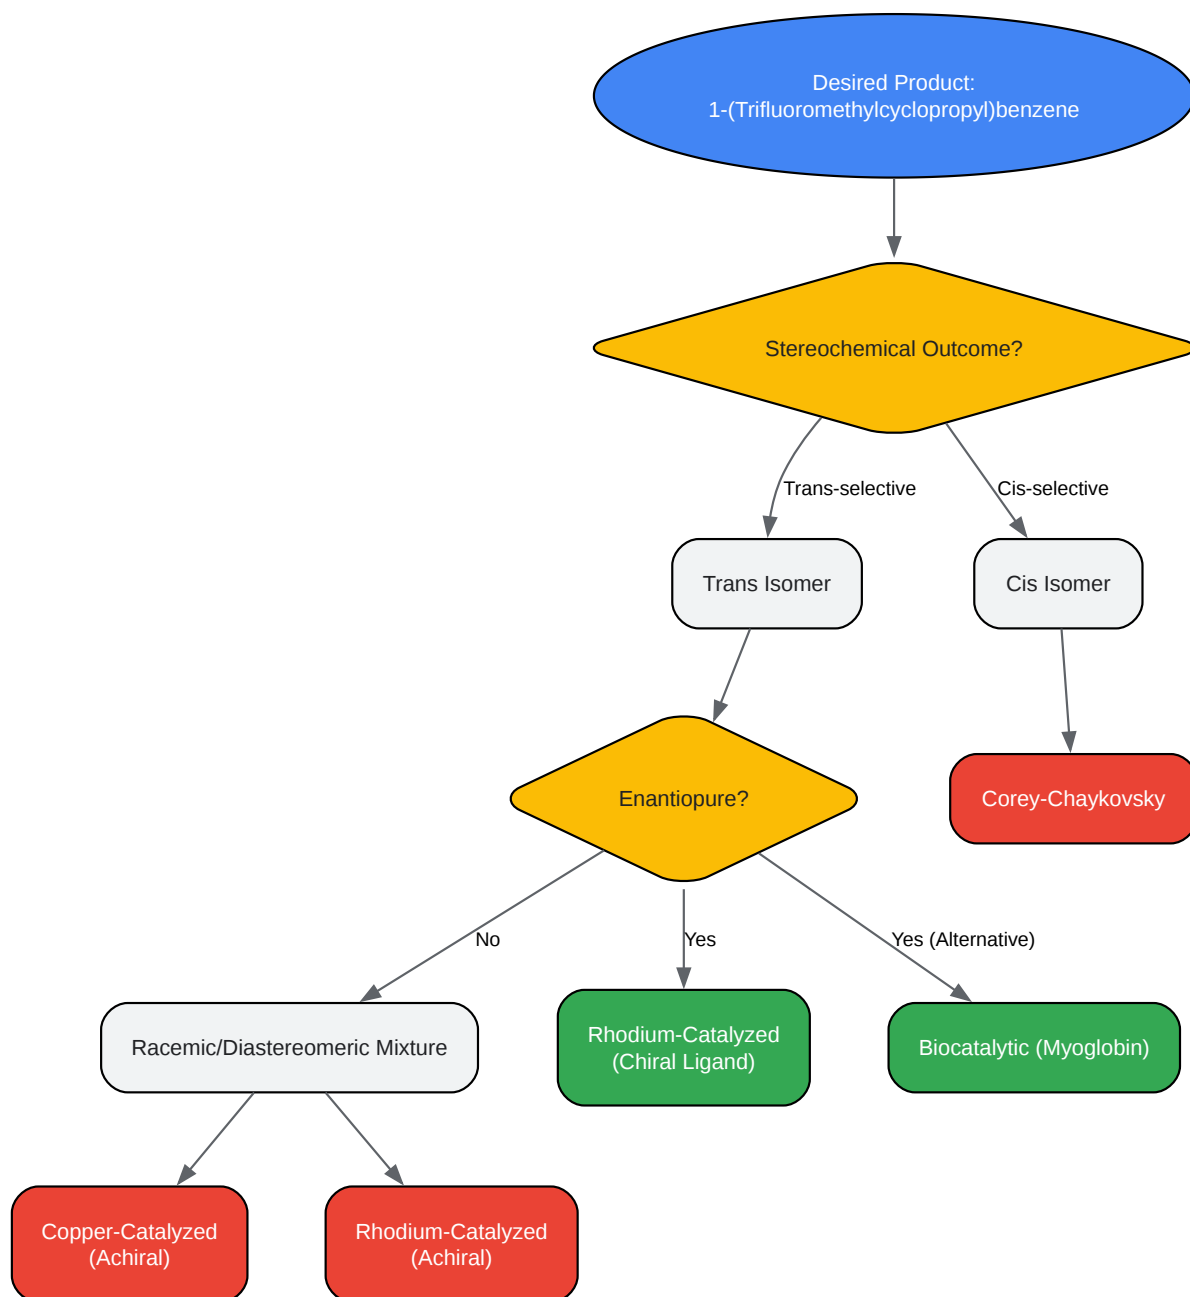 Desired Product:
1-(Trifluoromethylcyclopropyl)benzene
Stereochemical Outcome?
Trans-selective
Cis-selective
Trans Isomer
Cis Isomer
Enantiopure?
Corey-Chaykovsky
No
Yes
Yes (Alternative)
Racemic/Diastereomeric Mixture
Rhodium-Catalyzed
(Chiral Ligand)
Biocatalytic (Myoglobin)
Copper-Catalyzed
(Achiral)
Rhodium-Catalyzed
(Achiral)